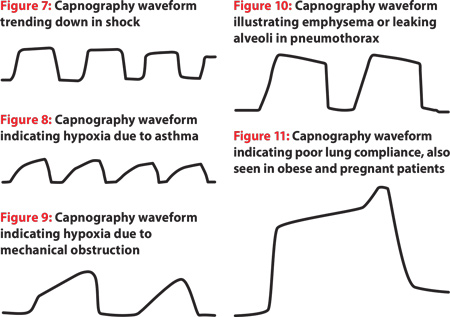 Figure 7: Capnography waveform
trending down in shock
Figure 8: Capnography waveform
indicating hypoxia due to asthma
Figure 9: Capnography waveform
indicating hypoxia due to
mechanical obstruction
Figure 10: Capnography waveform
illustrating emphysema or leaking
alveoli in pneumothorax
Figure 11: Capnography waveform
indicating poor lung compliance, also
seen in obese and pregnant patients